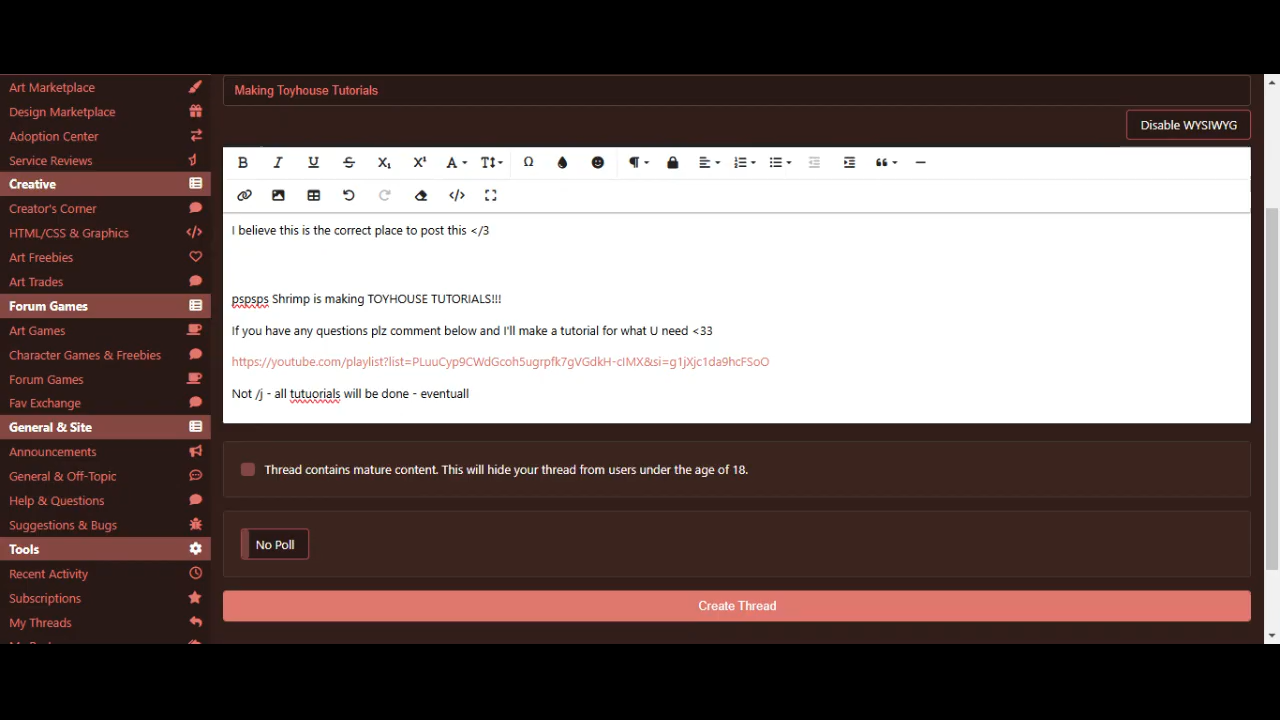 Art Marketplace
Design Marketplace
Adoption Center
Service Reviews
Creative
Creator's Corner
HTML/CSS & Graphics
Art Freebies
Art Trades
Forum Games
Art Games
Character Games & Freebies
Forum Games
Fav Exchange
General & Site
Announcements
General & Off-Topic
Help & Questions
Suggestions & Bugs
Tools
Recent Activity
Subscriptions
My Threads
Making Toyhouse Tutorials
Disable WYSIWYG
I believe this is the correct place to post this </3
pspsps Shrimp is making TOYHOUSE TUTORIALS!!!
If you have any questions plz comment below and I'll make a tutorial for what U need <33
https://youtube.com/playlist?list=PLuuCyp9CWdGcoh5ugrpfk7gVGdkH-cIMX&si=g1jXjc1da9hcFSoO
Not /j - all tutuorials will be done - eventuall
Thread contains mature content. This will hide your thread from users under the age of 18.
No Poll
Create Thread